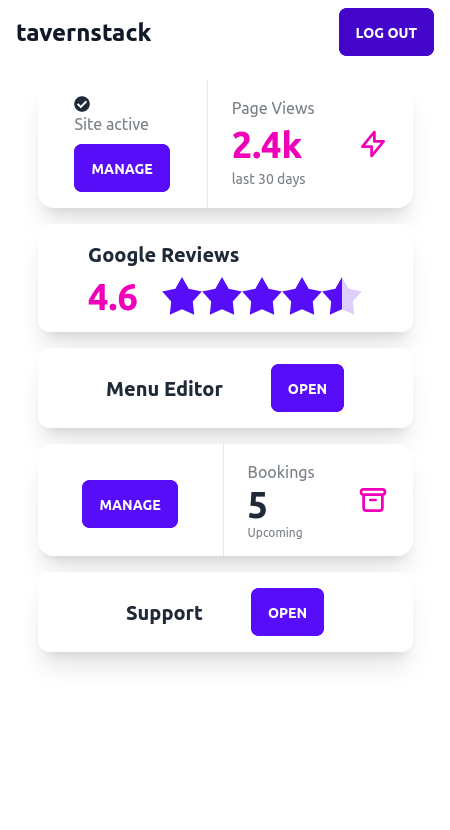 tavernstack
LOG OUT
Site active
MANAGE
Page Views
2.4k
last 30 days
Google Reviews
4.6
Menu Editor
OPEN
MANAGE
Bookings
5
Upcoming
Support
OPEN